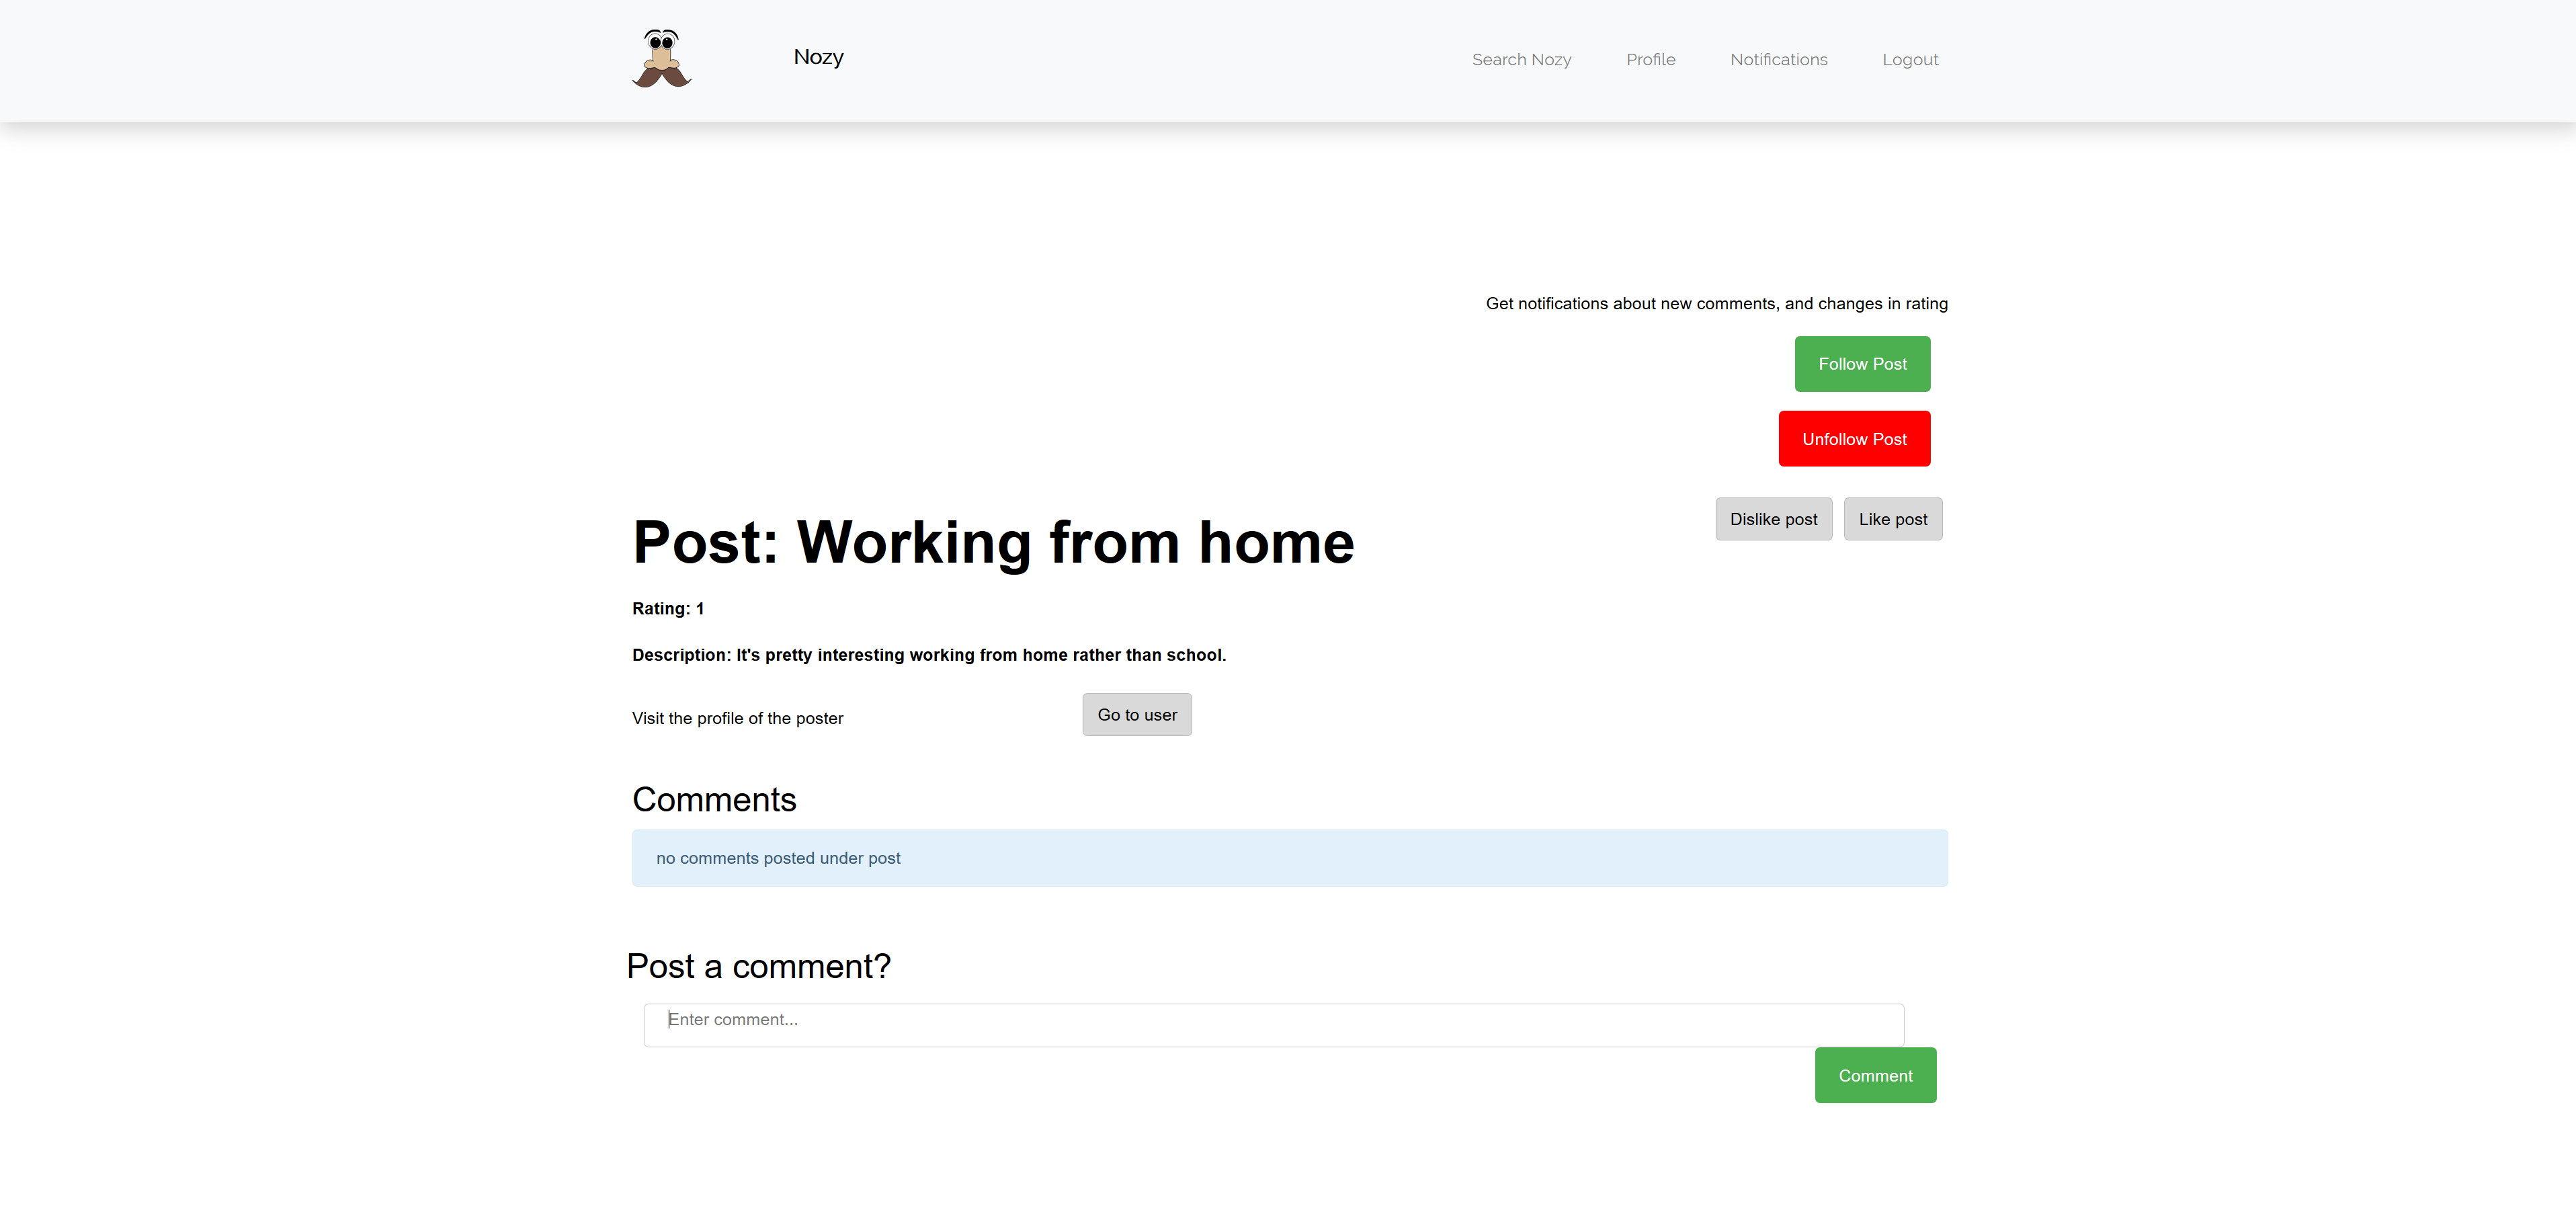 Nozy
Search Nozy
Profile
Notifications
Logout
Get notifications about new comments, and changes in rating
Follow Post
Unfollow Post
Dislike post
Like post
Post: Working from home
Rating: 1
Description: It's pretty interesting working from home rather than school.
Visit the profile of the poster
Go to user
Comments
no comments posted under post
Post a comment?
Enter comment...
Comment